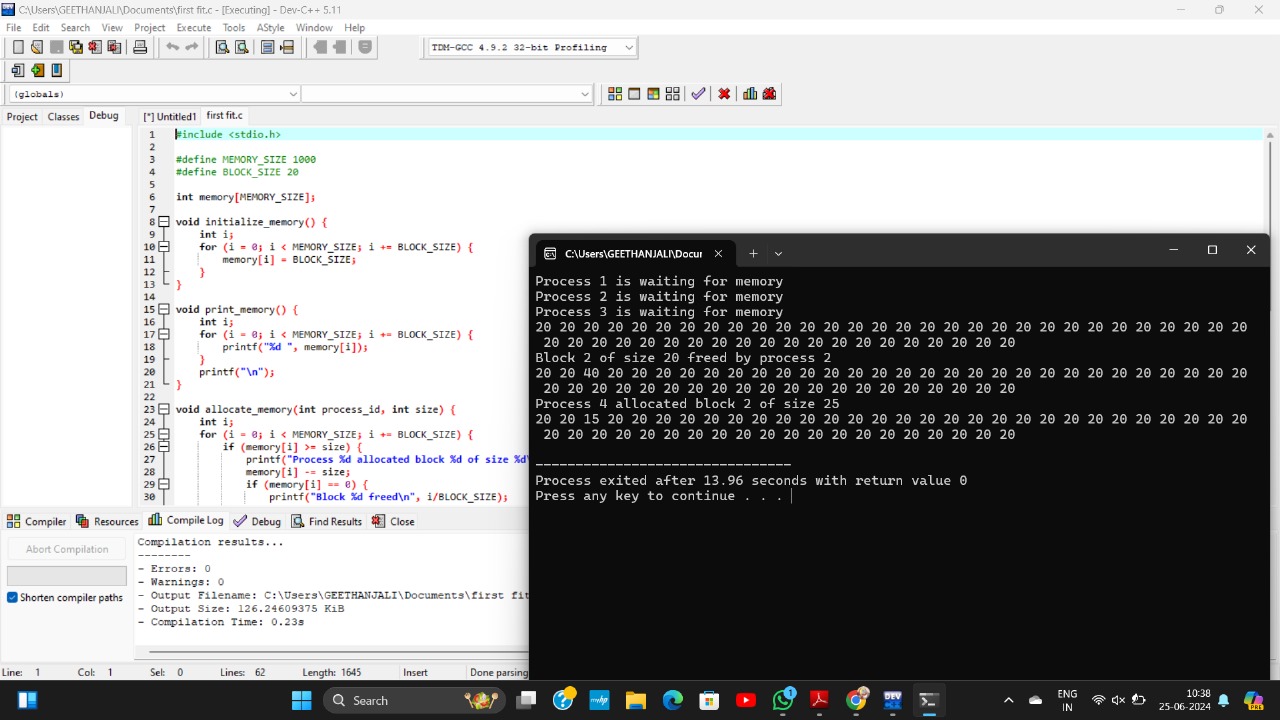 C:\Users\GEETHANJALI\Documents\first fit.c - [Executing] - Dev-C++ 5.11
File Edit Search View Project Execute Tools AStyle Window Help
TDM-GCC 4.9.2 32-bit Profiling
(globals)
Project Classes Debug [*] Untitled1 first fit.c
1 #include <stdio.h>
2
3 #define MEMORY_SIZE 1000
4 #define BLOCK_SIZE 20
5
6 int memory[MEMORY_SIZE];
7
8 void initialize_memory() {
9 int i;
10 for (i = 0; i < MEMORY_SIZE; i += BLOCK_SIZE) {
11 memory[i] = BLOCK_SIZE;
12 }
13 }
14
15 void print_memory() {
16 int i;
17 for (i = 0; i < MEMORY_SIZE; i += BLOCK_SIZE) {
18 printf("%d ", memory[i]);
19 }
20 printf("\n");
21 }
22
23 void allocate_memory(int process_id, int size) {
24 int i;
25 for (i = 0; i < MEMORY_SIZE; i += BLOCK_SIZE) {
26 if (memory[i] >= size) {
27 printf("Process %d allocated block %d of size %d\
28 memory[i] -= size;
29 if (memory[i] == 0) {
30 printf("Block %d freed\n", i/BLOCK_SIZE);
C:\Users\GEETHANJALI\Docur
Process 1 is waiting for memory
Process 2 is waiting for memory
Process 3 is waiting for memory
20 20 20 20 20 20 20 20 20 20 20 20 20 20 20 20 20 20 20 20 20 20 20 20 20 20 20 20 20 20
20 20 20 20 20 20 20 20 20 20 20 20 20 20 20 20 20 20 20 20
Block 2 of size 20 freed by process 2
20 20 40 20 20 20 20 20 20 20 20 20 20 20 20 20 20 20 20 20 20 20 20 20 20 20 20 20 20 20
20 20 20 20 20 20 20 20 20 20 20 20 20 20 20 20 20 20 20 20
Process 4 allocated block 2 of size 25
20 20 15 20 20 20 20 20 20 20 20 20 20 20 20 20 20 20 20 20 20 20 20 20 20 20 20 20 20 20
20 20 20 20 20 20 20 20 20 20 20 20 20 20 20 20 20 20 20 20
--------------------------------
Process exited after 13.96 seconds with return value 0
Press any key to continue . . .
Compiler Resources Compile Log Debug Find Results Close
Abort Compilation
Shorten compiler paths
Compilation results...
--------
- Errors: 0
- Warnings: 0
- Output Filename: C:\Users\GEETHANJALI\Documents\first fit
- Output Size: 126.24609375 KiB
- Compilation Time: 0.23s
Line: 1 Col: 1 Sel: 0 Lines: 62 Length: 1645 Insert Done parsing
Search
ENG
IN
10:38
25-06-2024